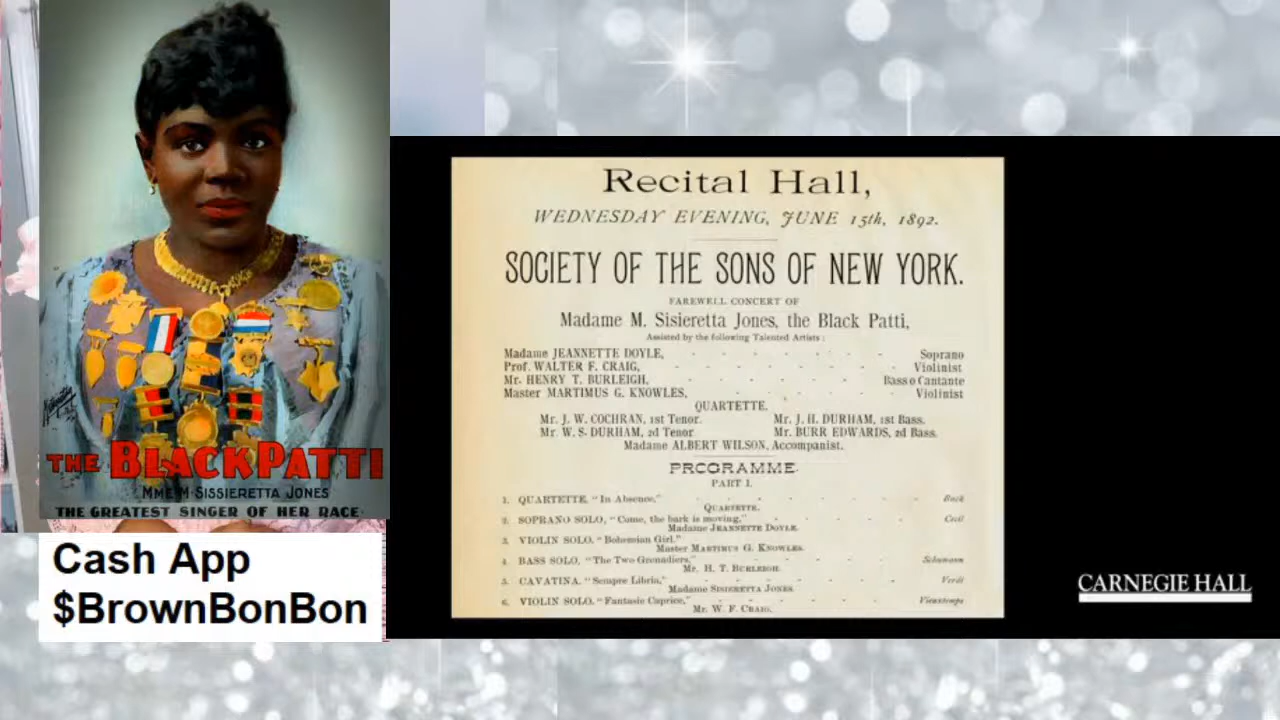 THE BLACK PATTI
MME M. SISSIERETTA JONES
THE GREATEST SINGER OF HER RACE.
Cash App
$BrownBonBon
Recital Hall,
WEDNESDAY EVENING, JUNE 15th, 1892.
SOCIETY OF THE SONS OF NEW YORK.
FAREWELL CONCERT OF
Madame M. Sisieretta Jones, the Black Patti,
Assisted by the following Talented Artists:
Madame JEANNETTE DOYLE, - - - - - - - - Soprano
Prof. WALTER F. CRAIG, - - - - - - - - Violinist
Mr. HENRY T. BURLEIGH, - - - - - - - Basso Cantante
Master MARTIMUS G. KNOWLES, - - - - - - - Violinist
QUARTETTE.
Mr. J. W. COCHRAN, 1st Tenor. Mr. J. H. DURHAM, 1st Bass.
Mr. W. S. DURHAM, 2d Tenor Mr. BURR EDWARDS, 2d Bass.
Madame ALBERT WILSON, Accompanist.
PRCORAMME
PART I.
1. QUARTETTE, "In Absence," - - - - - - - Buck
QUARTETTE.
2. SOPRANO SOLO, "Come, the bark is moving," - - - - Cecil
Madame JEANNETTE DOYLE.
3. VIOLIN SOLO, "Bohemian Girl."
Master MARTIMUS G. KNOWLES.
4. BASS SOLO, "The Two Grenadiers," - - - - - Schumann
Mr. H. T. BURLEIGH.
5. CAVATINA, "Sempre Libria," - - - - - - Verdi
Madame SISIERETTA JONES.
6. VIOLIN SOLO, "Fantasie Caprice," - - - - - Vieuxtemps
Mr. W. F. CRAIG.
CARNEGIE HALL